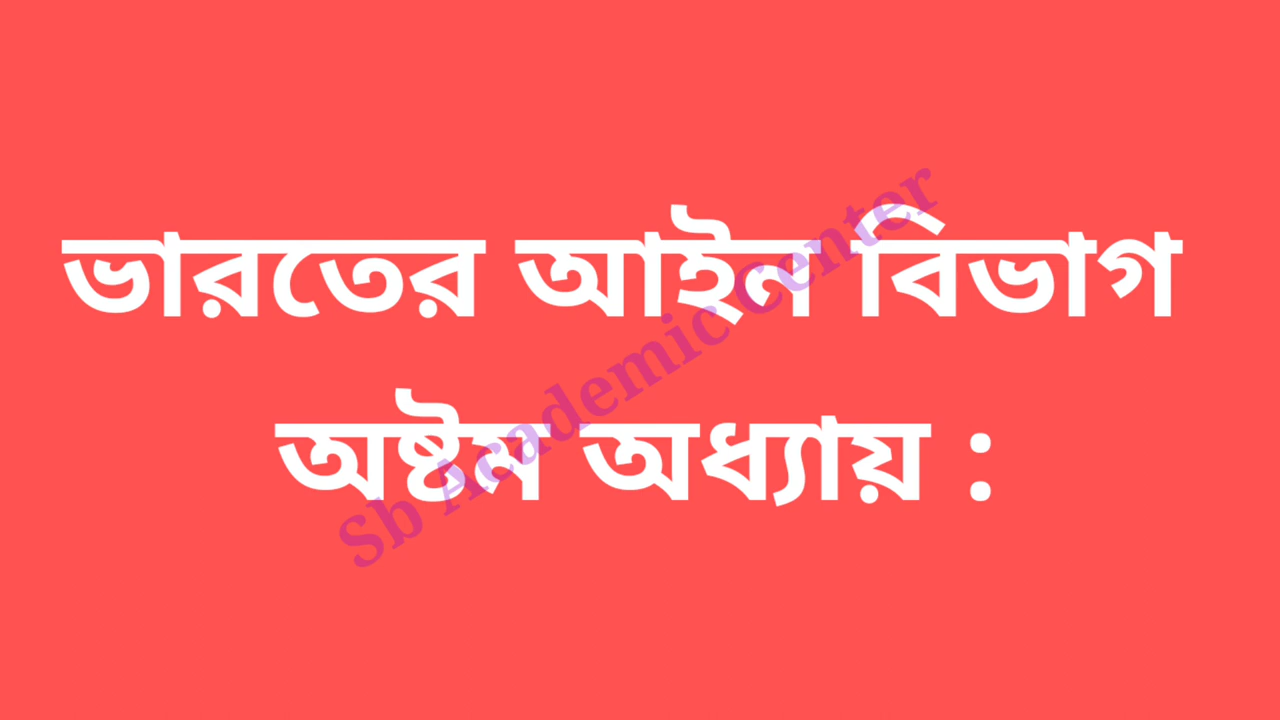 ভারতের আইন বিভাগ
অষ্টম অধ্যায় :
Sb Academic Center